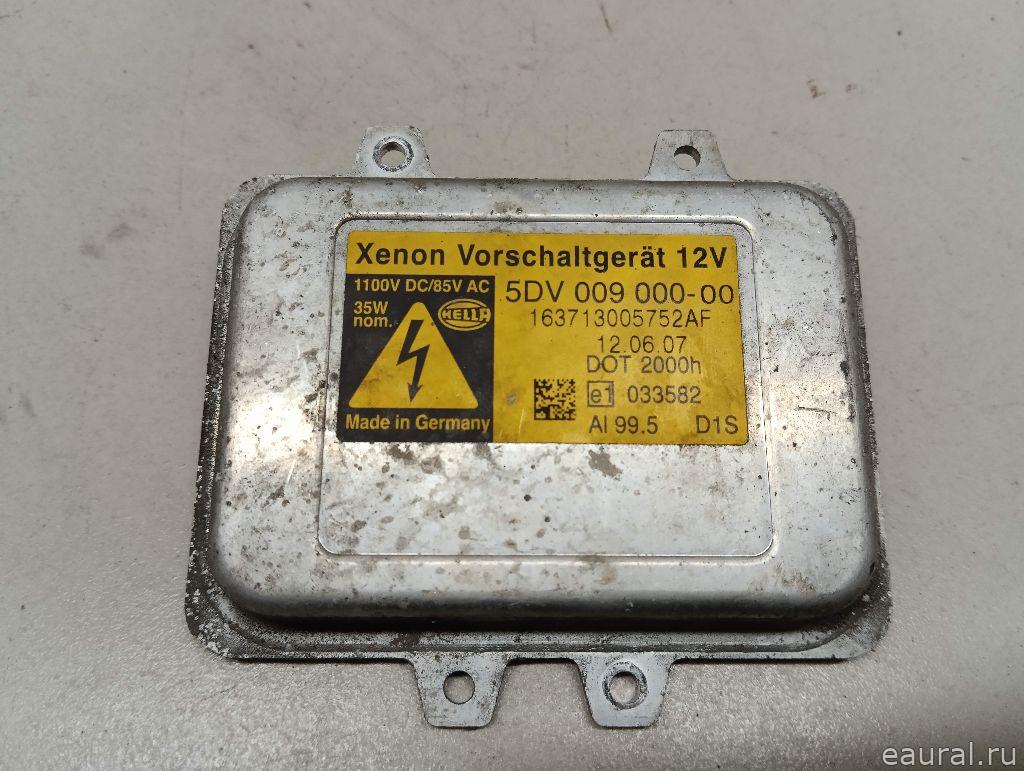 Xenon Vorschaltgerät 12V
1100V DC/85V AC
35W
nom.
HELLA
Made in Germany
5DV 009 000-00
163713005752AF
12.06.07
DOT 2000h
e1 033582
Al 99.5 D1S
eaural.ru